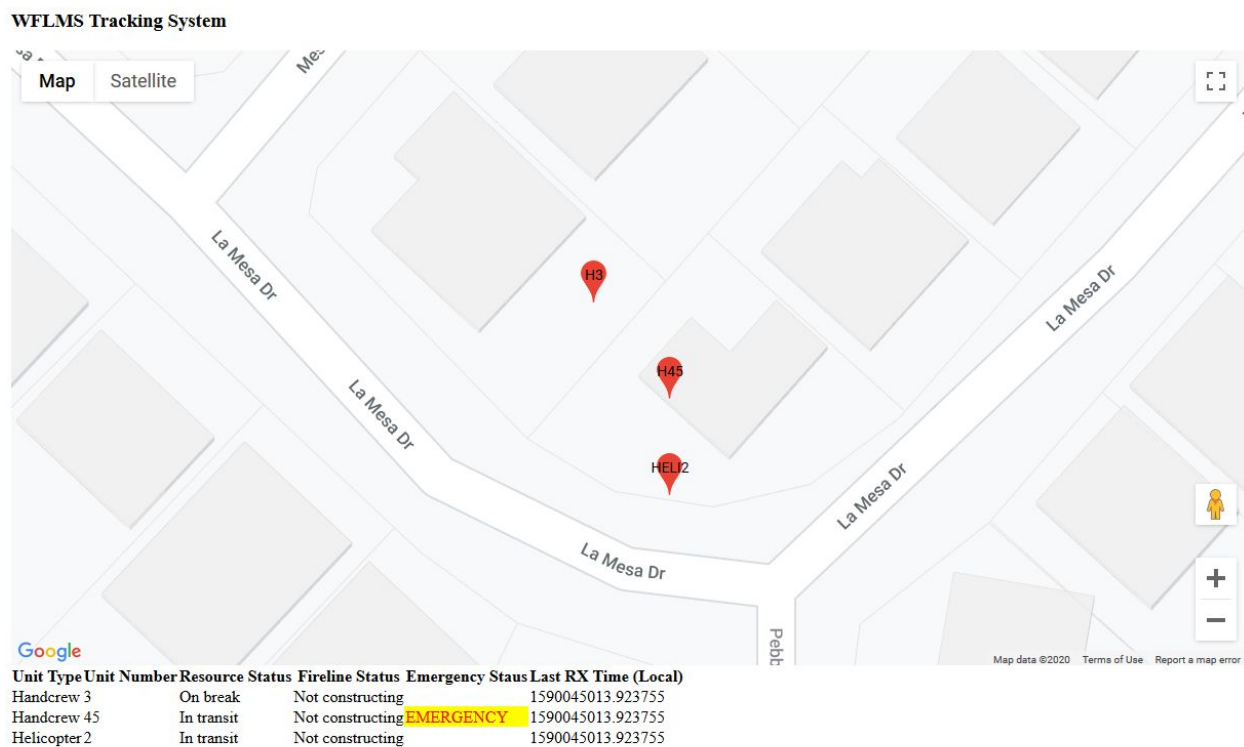 WFLMS Tracking System
Map Satellite
La Mesa Dr
La Mesa Dr
H3
La Mesa Dr
H45
HELI2
La Mesa Dr
La Mesa Dr
Google
Map data ©2020 Terms of Use Report a map error
Unit Type Unit Number Resource Status Fireline Status Emergency Staus Last RX Time (Local)
Handcrew 3 On break Not constructing 1590045013.923755
Handcrew 45 In transit Not constructing EMERGENCY 1590045013.923755
Helicopter 2 In transit Not constructing 1590045013.923755